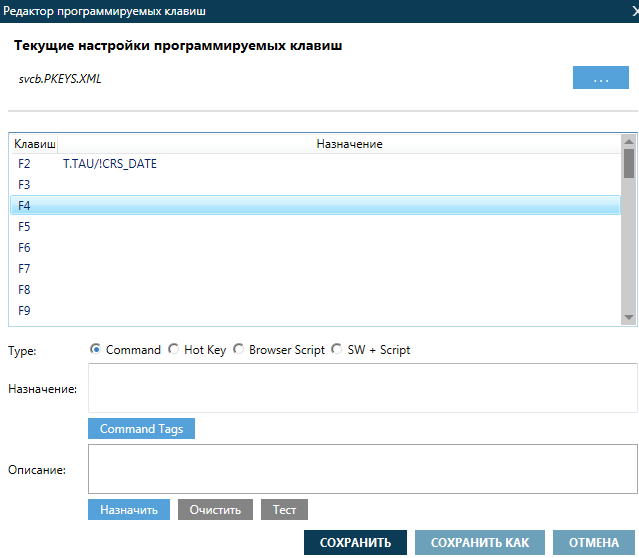 Редактор программируемых клавиш
Текущие настройки программируемых клавиш
svcb.PKEYS.XML
...
Клавиш Назначение
F2 T.TAU/!CRS_DATE
F3
F4
F5
F6
F7
F8
F9
Type: Command Hot Key Browser Script SW + Script
Назначение:
Command Tags
Описание:
Назначить Очистить Тест
СОХРАНИТЬ СОХРАНИТЬ КАК ОТМЕНА